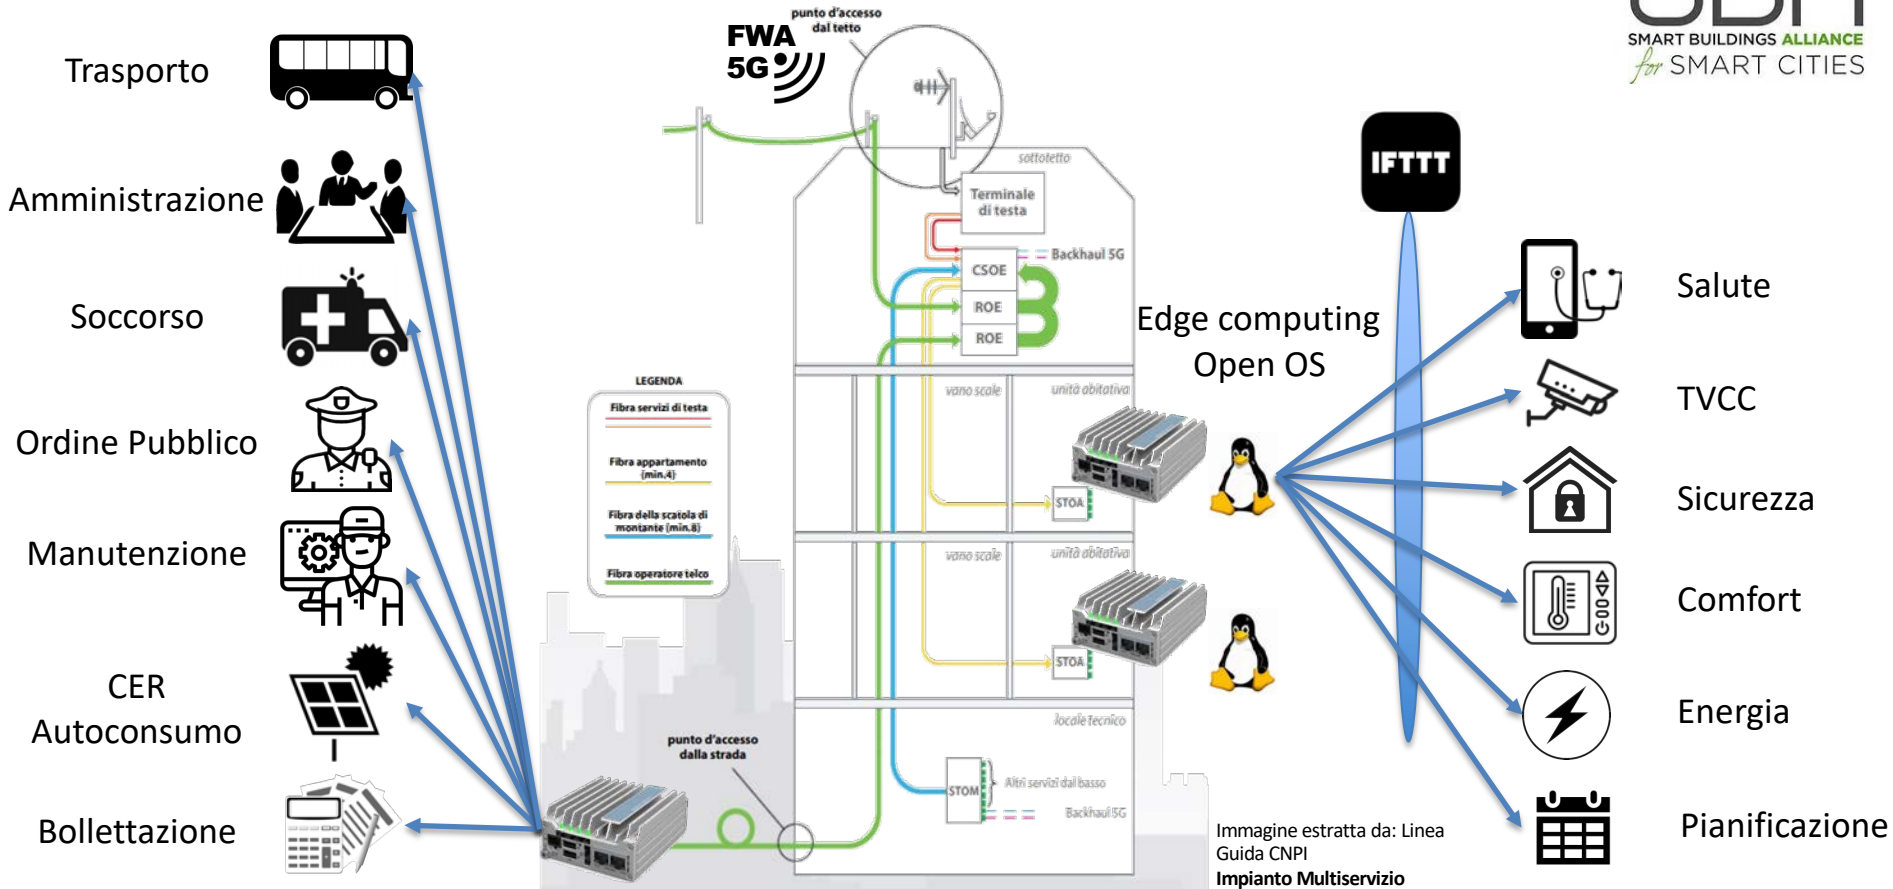 SMART BUILDINGS ALLIANCE
for SMART CITIES
punto d'accesso
dal tetto
FWA
5G
Trasporto
Amministrazione
Soccorso
Ordine Pubblico
Manutenzione
CER
Autoconsumo
Bollettazione
LEGENDA
Fibra servizi di testa
Fibra appartamento
(min.4)
Fibra della scatola di
montante (min.8)
Fibra operatore telco
sottotetto
Terminale
di testa
CSOE
Backhaul 5G
ROE
ROE
vano scale
unità abitativa
STOA
vano scale
unità abitativa
STOA
locale tecnico
punto d'accesso
dalla strada
STOM
Altri servizi dal basso
Backhaul 5G
Edge computing
Open OS
IFTTT
Salute
TVCC
Sicurezza
Comfort
Energia
Pianificazione
Immagine estratta da: Linea
Guida CNPI
Impianto Multiservizio